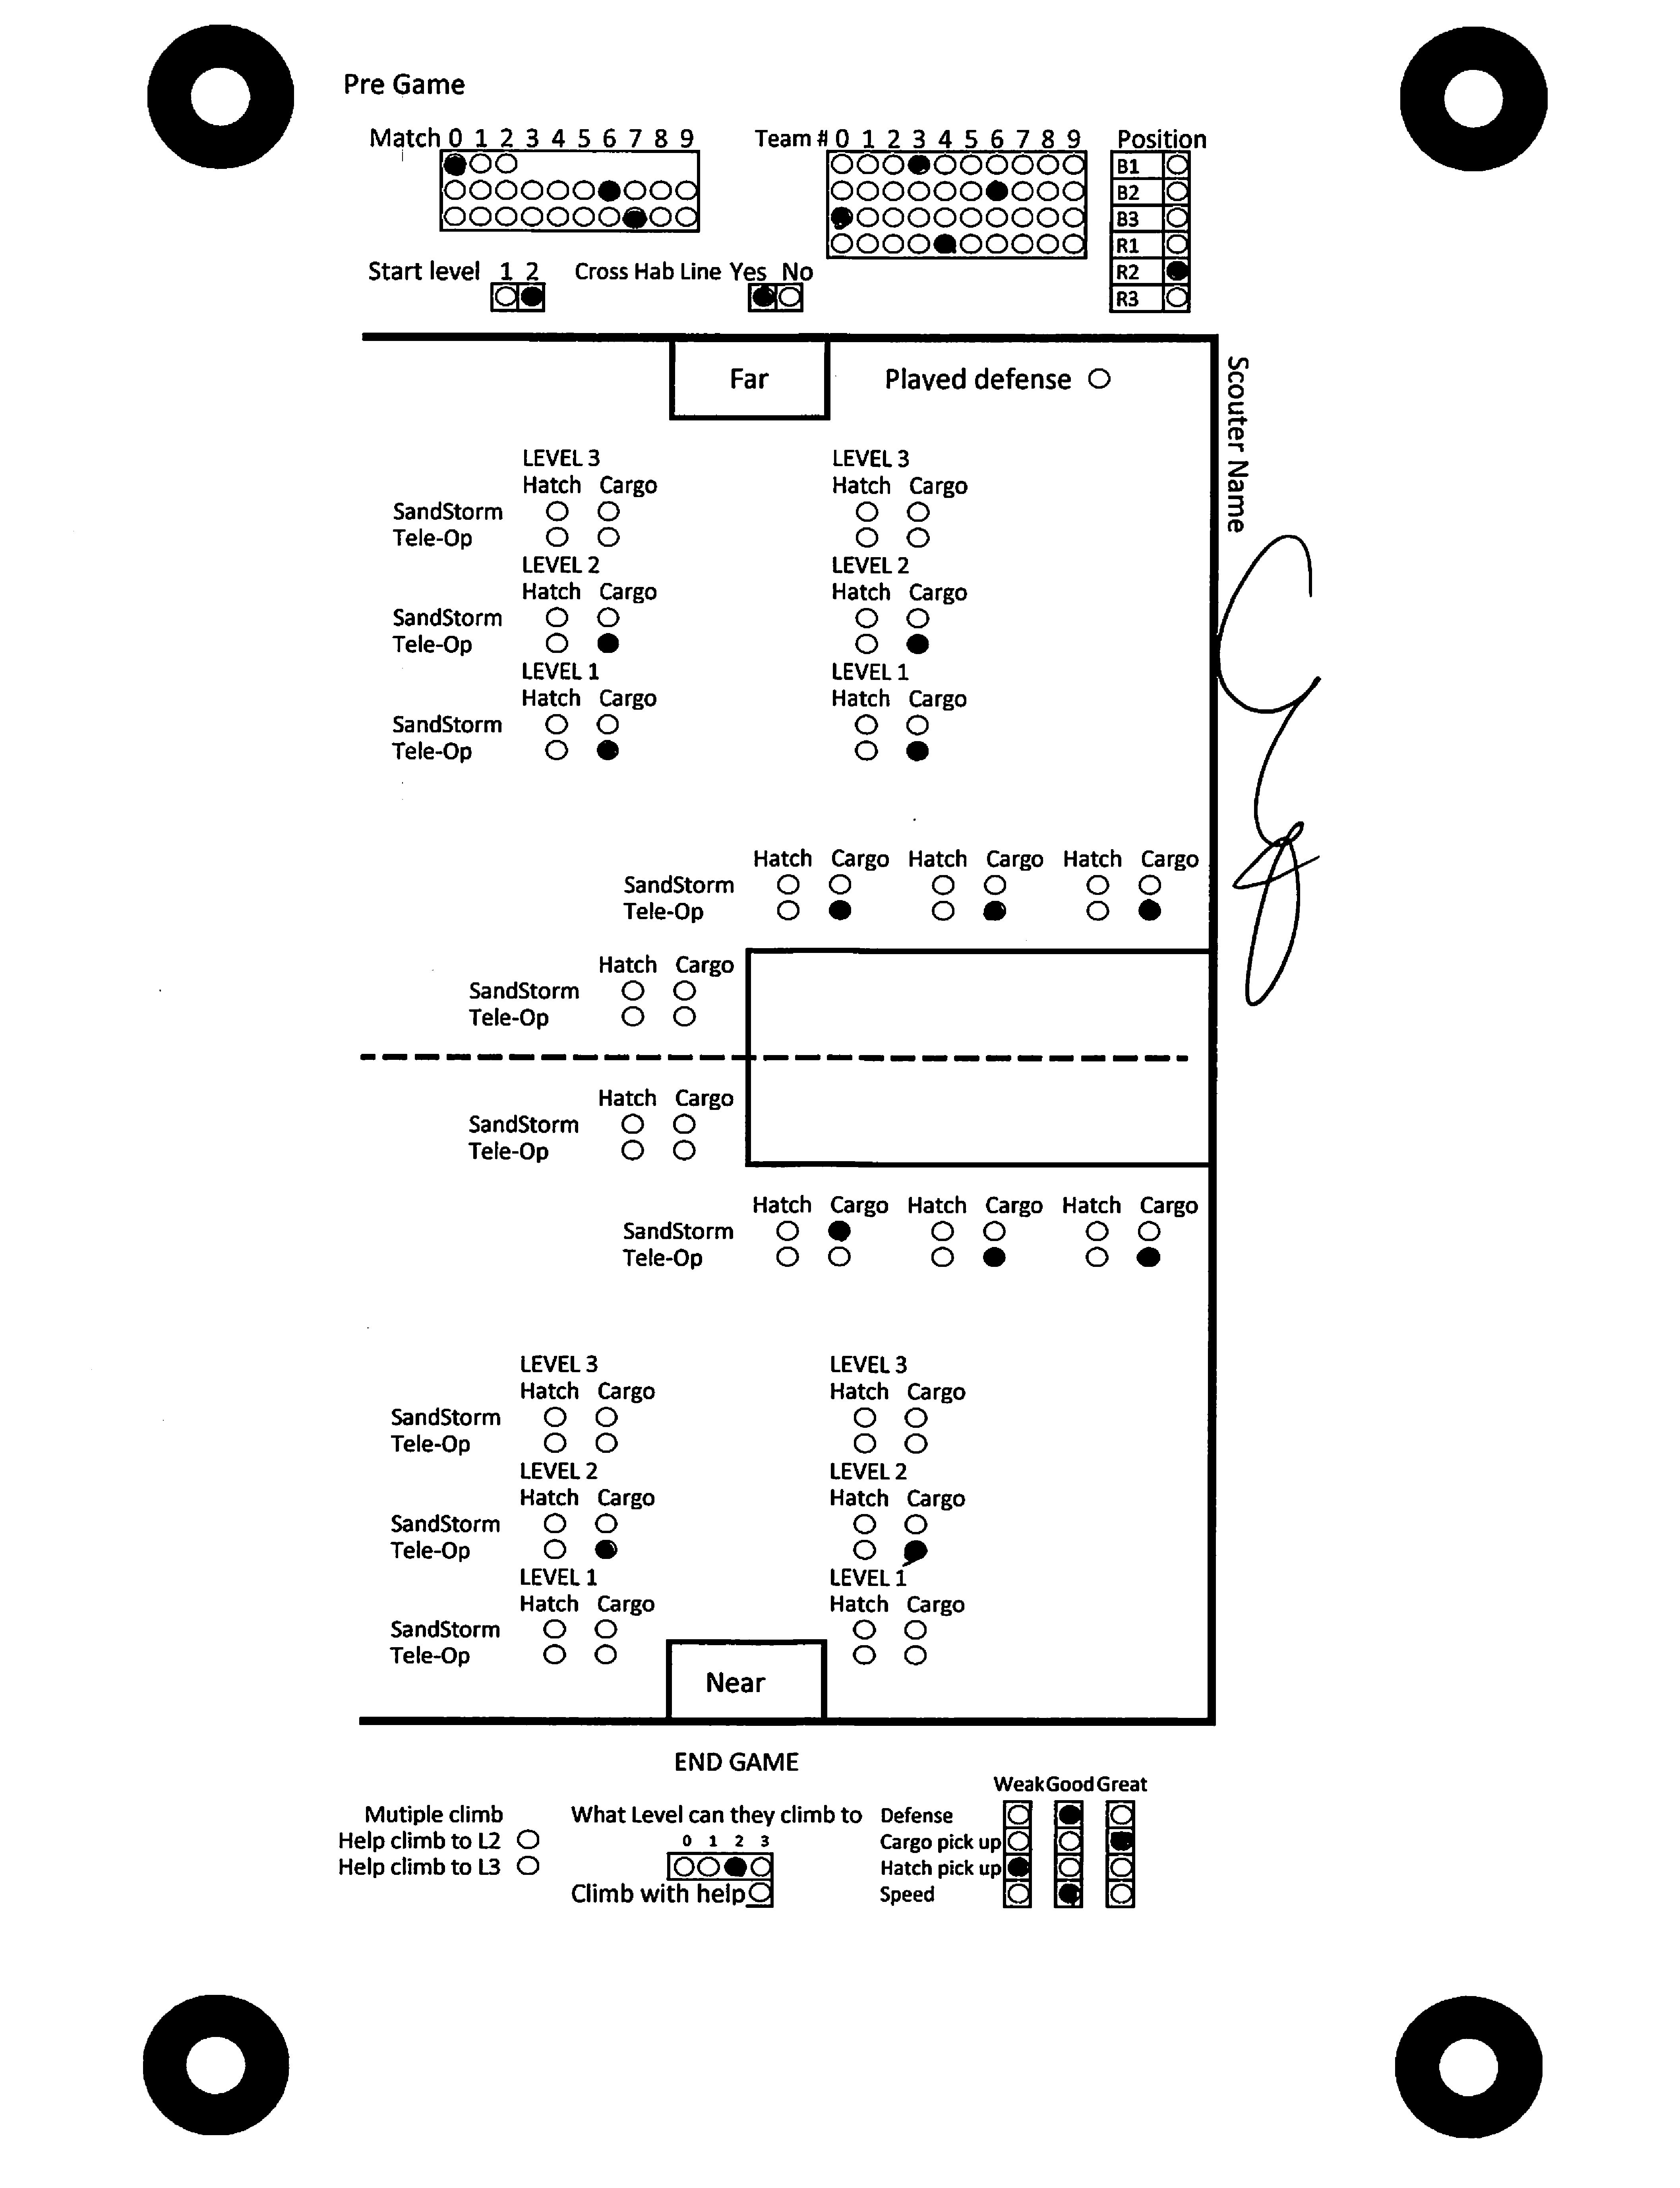 Pre Game
Match 0 1 2 3 4 5 6 7 8 9
Team # 0 1 2 3 4 5 6 7 8 9
Position
B1
B2
B3
R1
R2
R3
Start level 1 2
Cross Hab Line Yes No
Far
Plaved defense
Scouter Name
LEVEL 3 LEVEL 3
Hatch Cargo Hatch Cargo
SandStorm
Tele-Op
LEVEL 2 LEVEL 2
Hatch Cargo Hatch Cargo
SandStorm
Tele-Op
LEVEL 1 LEVEL 1
Hatch Cargo Hatch Cargo
SandStorm
Tele-Op
Hatch Cargo Hatch Cargo Hatch Cargo
SandStorm
Tele-Op
Hatch Cargo
SandStorm
Tele-Op
Hatch Cargo
SandStorm
Tele-Op
Hatch Cargo Hatch Cargo Hatch Cargo
SandStorm
Tele-Op
LEVEL 3 LEVEL 3
Hatch Cargo Hatch Cargo
SandStorm
Tele-Op
LEVEL 2 LEVEL 2
Hatch Cargo Hatch Cargo
SandStorm
Tele-Op
LEVEL 1 LEVEL 1
Hatch Cargo Hatch Cargo
SandStorm
Tele-Op
Near
END GAME
Mutiple climb
Help climb to L2
Help climb to L3
What Level can they climb to
0 1 2 3
Climb with help
Weak Good Great
Defense
Cargo pick up
Hatch pick up
Speed